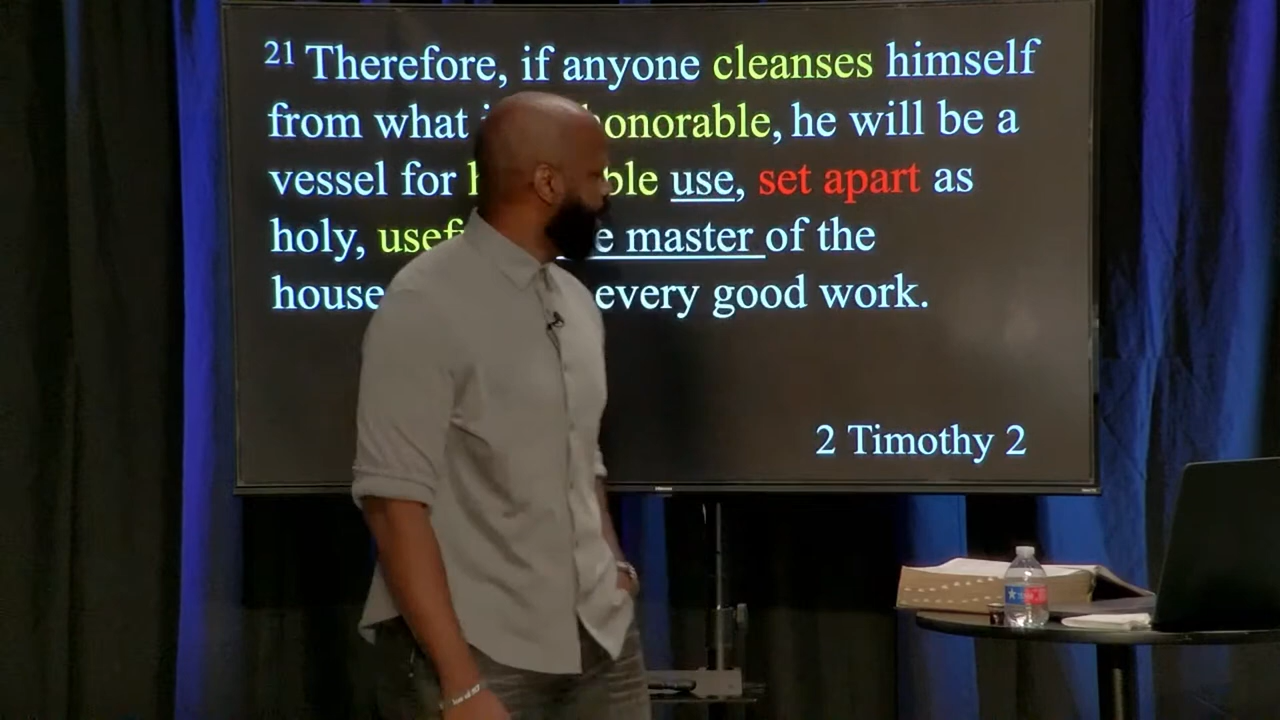 21 Therefore, if anyone cleanses himself
from what honorable, he will be a
vessel for use, set apart as
holy, master of the
house every good work.
2 Timothy 2